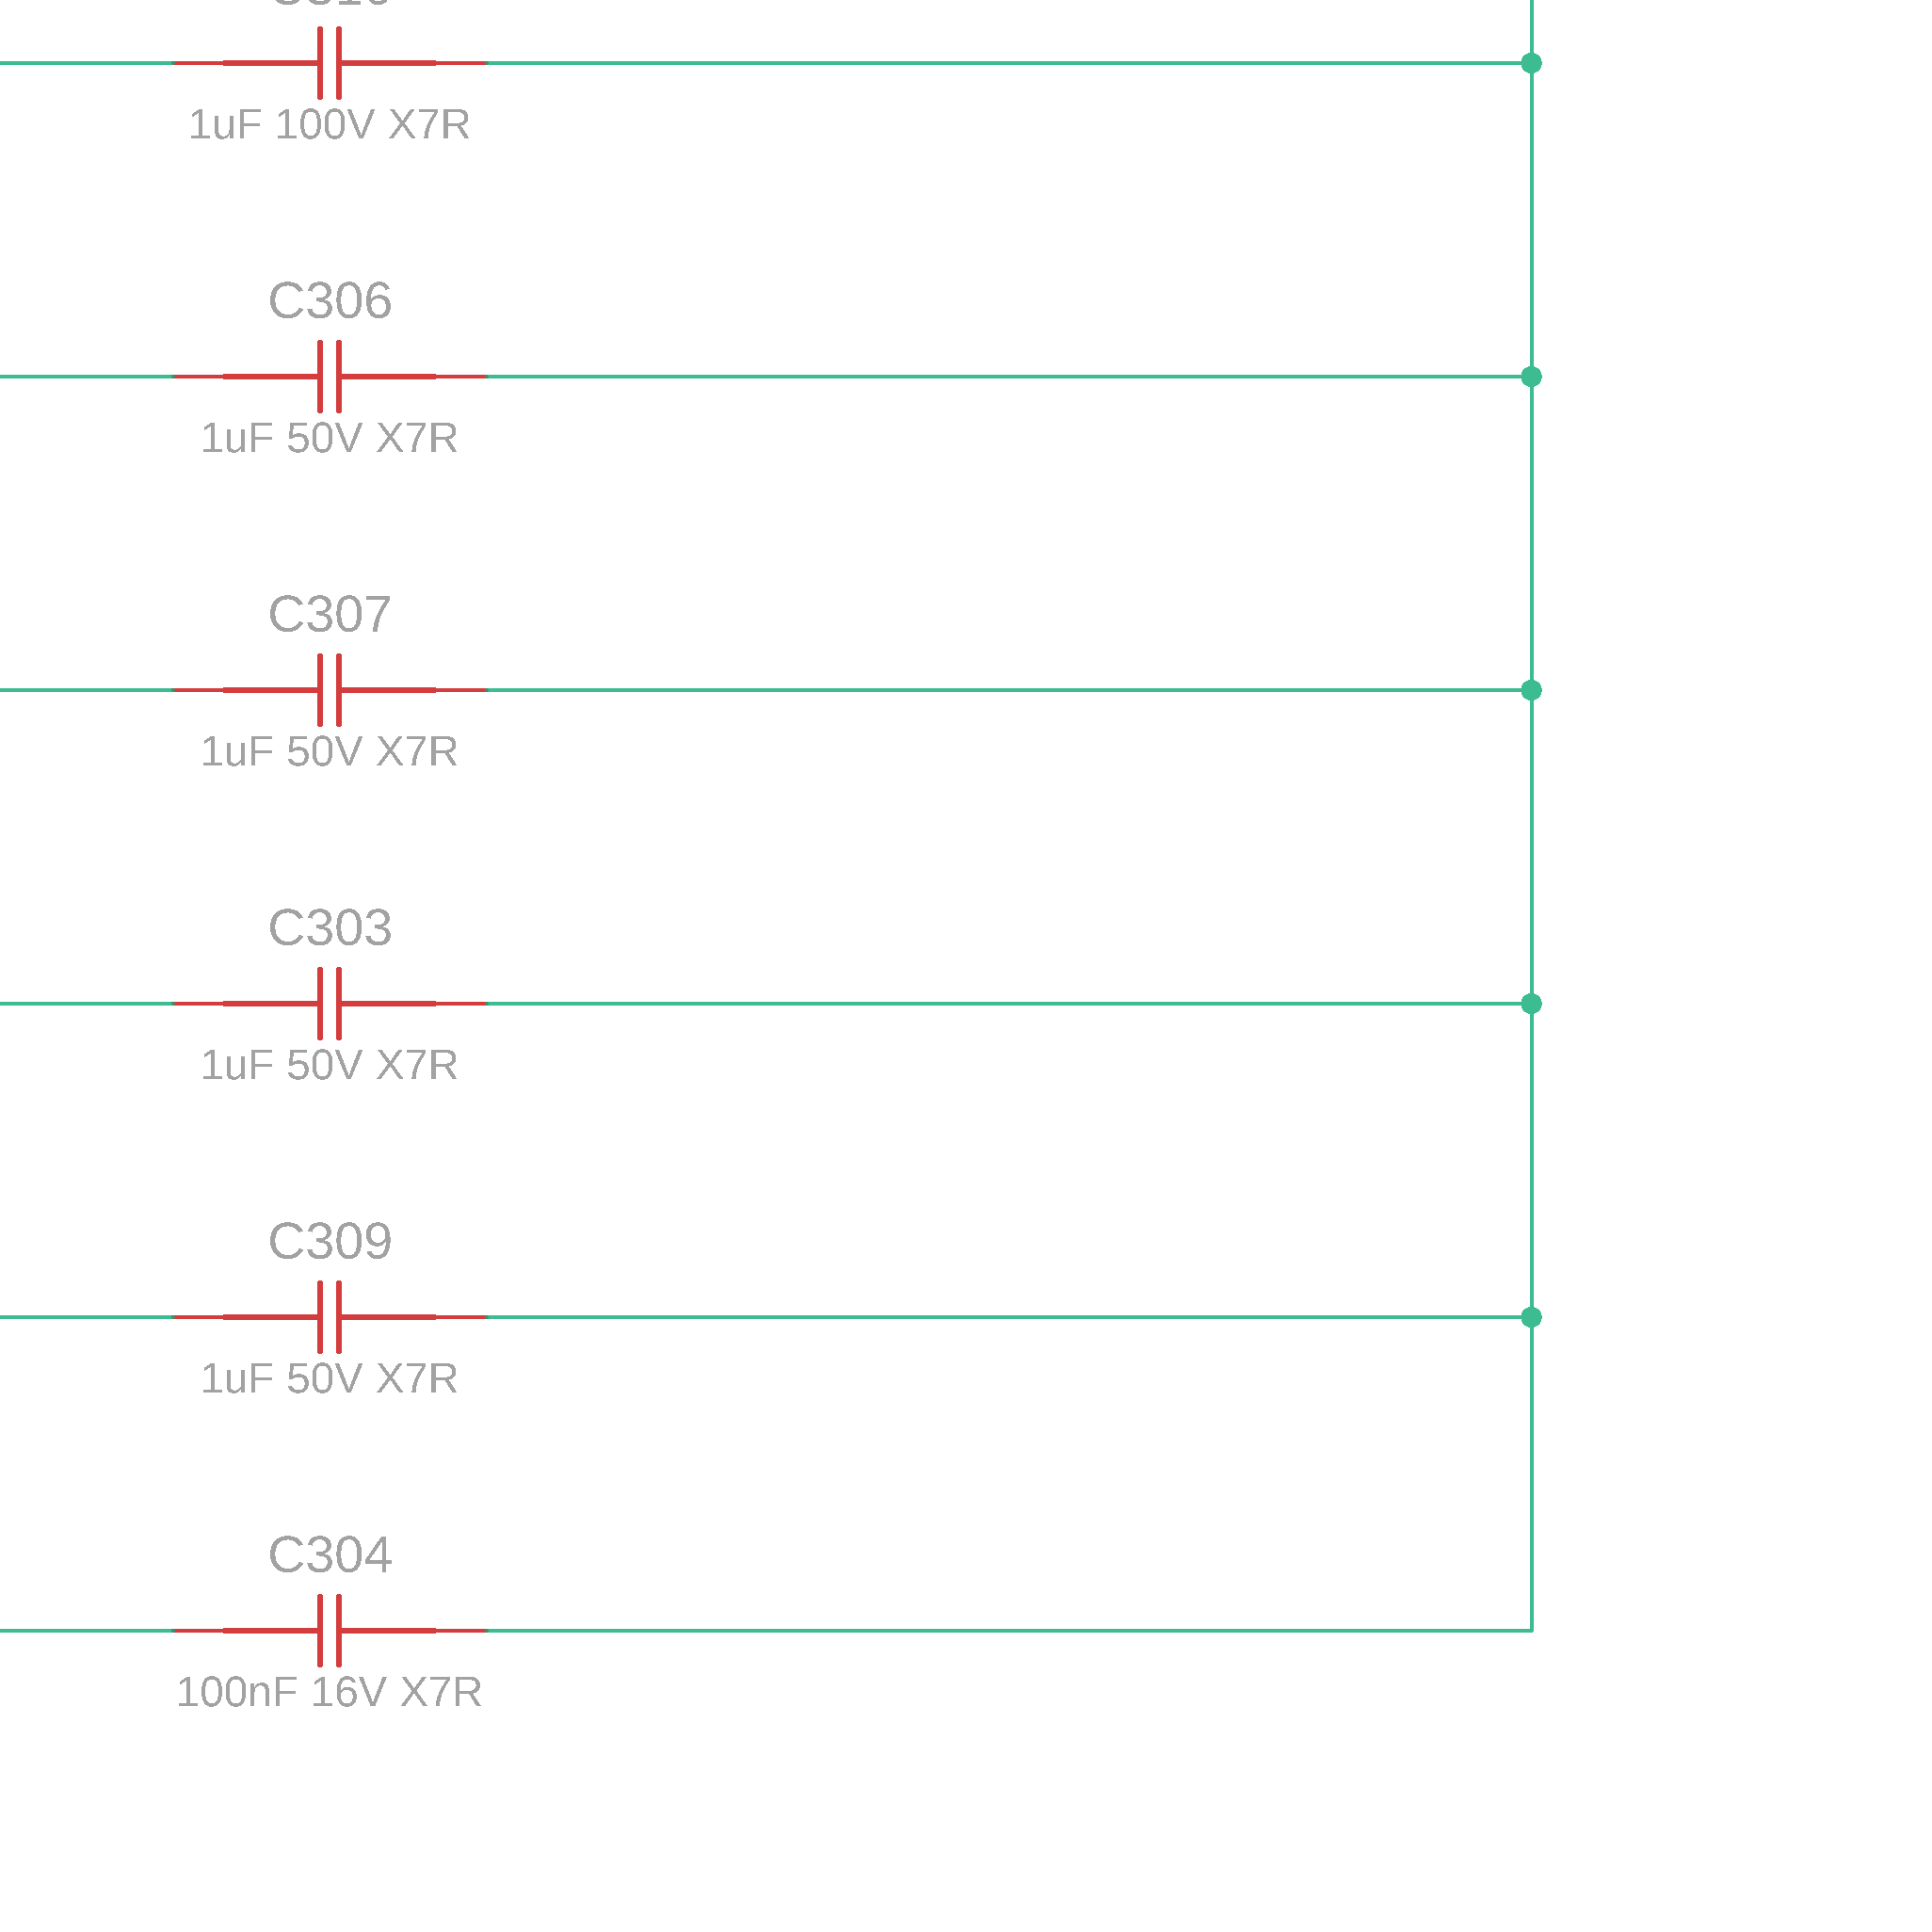 1uF 100V X7R
C306
1uF 50V X7R
C307
1uF 50V X7R
C303
1uF 50V X7R
C309
1uF 50V X7R
C304
100nF 16V X7R